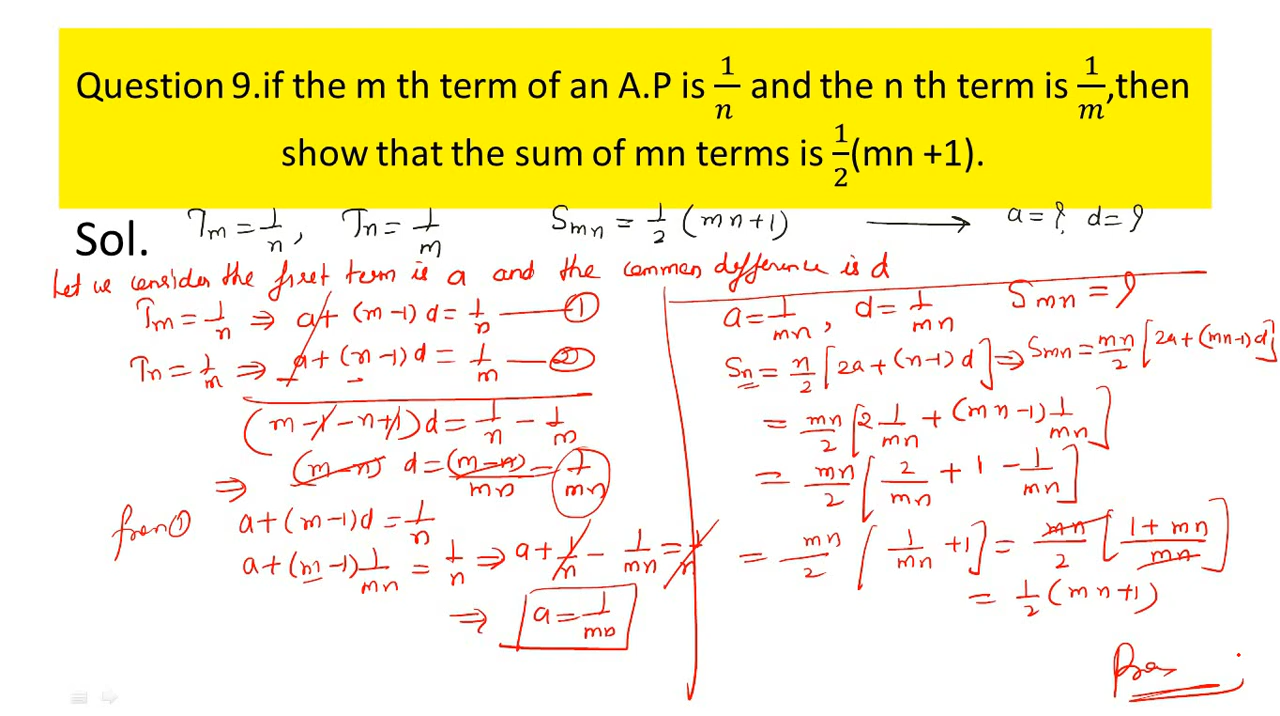 Question 9.if the m th term of an A.P is 1/n and the n th term is 1/m,then
show that the sum of mn terms is 1/2(mn +1).
Sol. Tm = 1/n, Tn = 1/m Smn = 1/2 (mn+1) ⟶ a=? d=?
Let we consider the first term is a and the common difference is d
Tm = 1/n ⇒ a+ (m-1) d = 1/n — ①
Tn = 1/m ⇒ a+ (n-1) d = 1/m — ②
(m-1-n+1)d = 1/n - 1/m
⇒ (m-n) d = (m-n)/mn = 1/mn
from ① a+(m-1)d = 1/n
a+(m-1) 1/mn = 1/n ⇒ a + 1/n - 1/mn = 1/n
⇒ a = 1/mn
a = 1/mn, d = 1/mn Smn = ?
Sn = n/2 [2a+(n-1)d] ⇒ Smn = mn/2 [2a+(mn-1)d]
= mn/2 [2 1/mn + (mn-1) 1/mn]
= mn/2 [2/mn + 1 - 1/mn]
= mn/2 [1/mn +1] = mn/2 [1+mn/mn]
= 1/2 (mn+1)